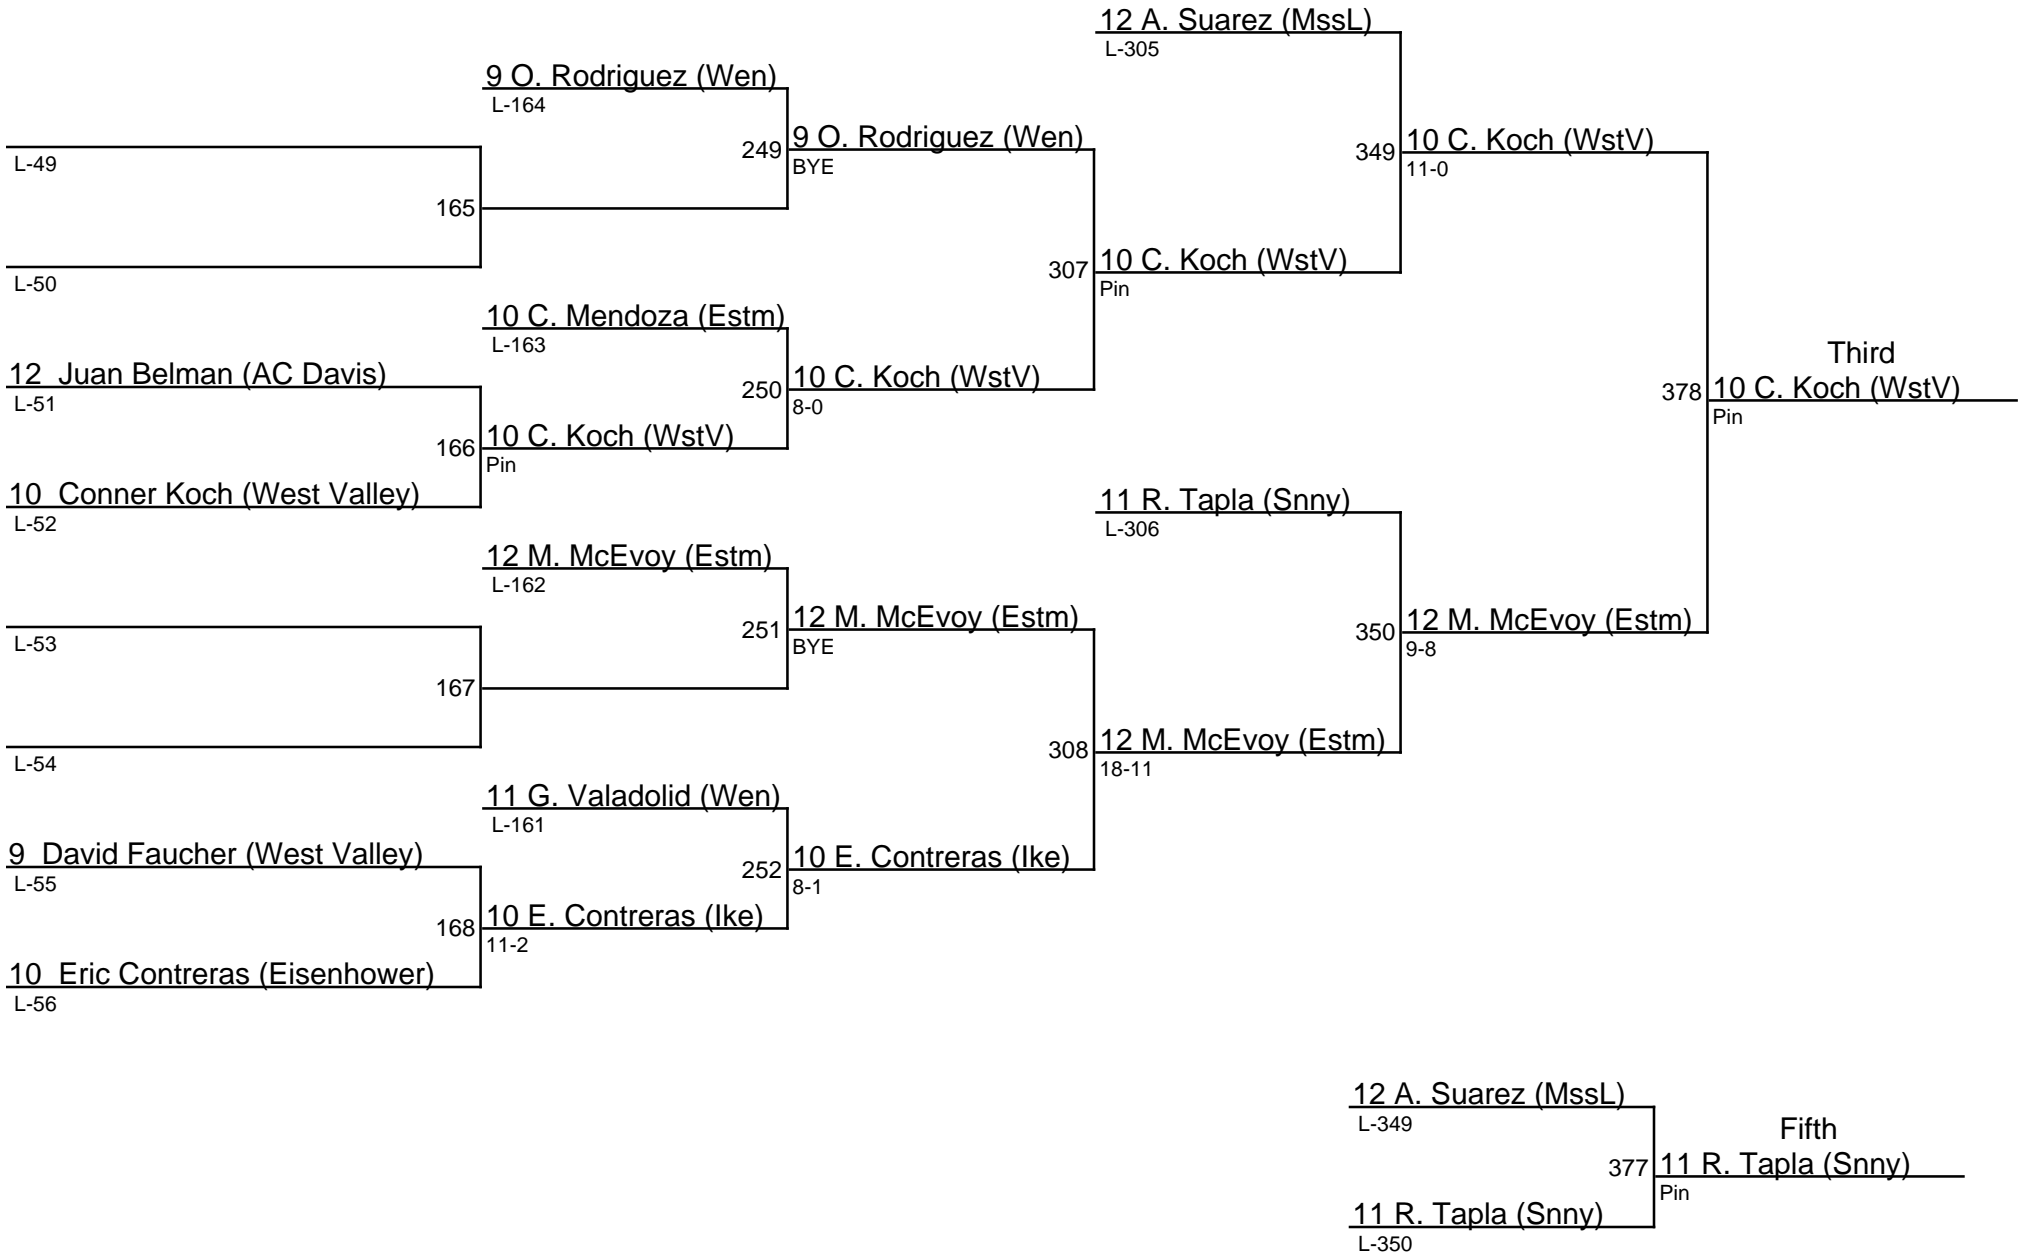 12 A. Suarez (MssL)
L-305
9 O. Rodriguez (Wen)
L-164
249
9 O. Rodriguez (Wen)
BYE
349
10 C. Koch (WstV)
11-0
L-49
165
L-50
307
10 C. Koch (WstV)
Pin
10 C. Mendoza (Estm)
L-163
12 Juan Belman (AC Davis)
L-51
250
10 C. Koch (WstV)
8-0
Third
378
10 C. Koch (WstV)
Pin
166
10 C. Koch (WstV)
Pin
10 Conner Koch (West Valley)
L-52
11 R. Tapla (Snny)
L-306
12 M. McEvoy (Estm)
L-162
251
12 M. McEvoy (Estm)
BYE
350
12 M. McEvoy (Estm)
9-8
L-53
167
L-54
308
12 M. McEvoy (Estm)
18-11
11 G. Valadolid (Wen)
L-161
9 David Faucher (West Valley)
L-55
252
10 E. Contreras (Ike)
8-1
168
10 E. Contreras (Ike)
11-2
10 Eric Contreras (Eisenhower)
L-56
12 A. Suarez (MssL)
L-349
Fifth
377
11 R. Tapla (Snny)
Pin
11 R. Tapla (Snny)
L-350